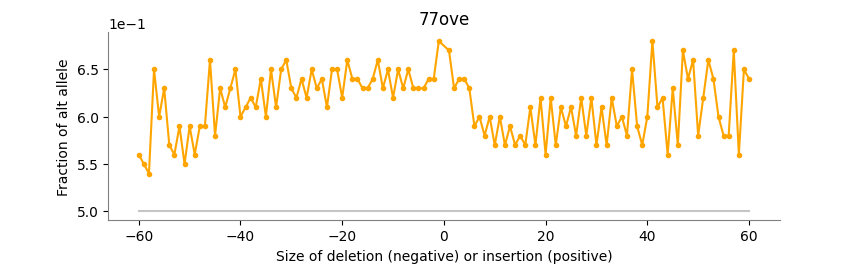 77ove
1e−1
6.5
6.0
5.5
5.0
Fraction of alt allele
−60 −40 −20 0 20 40 60
Size of deletion (negative) or insertion (positive)